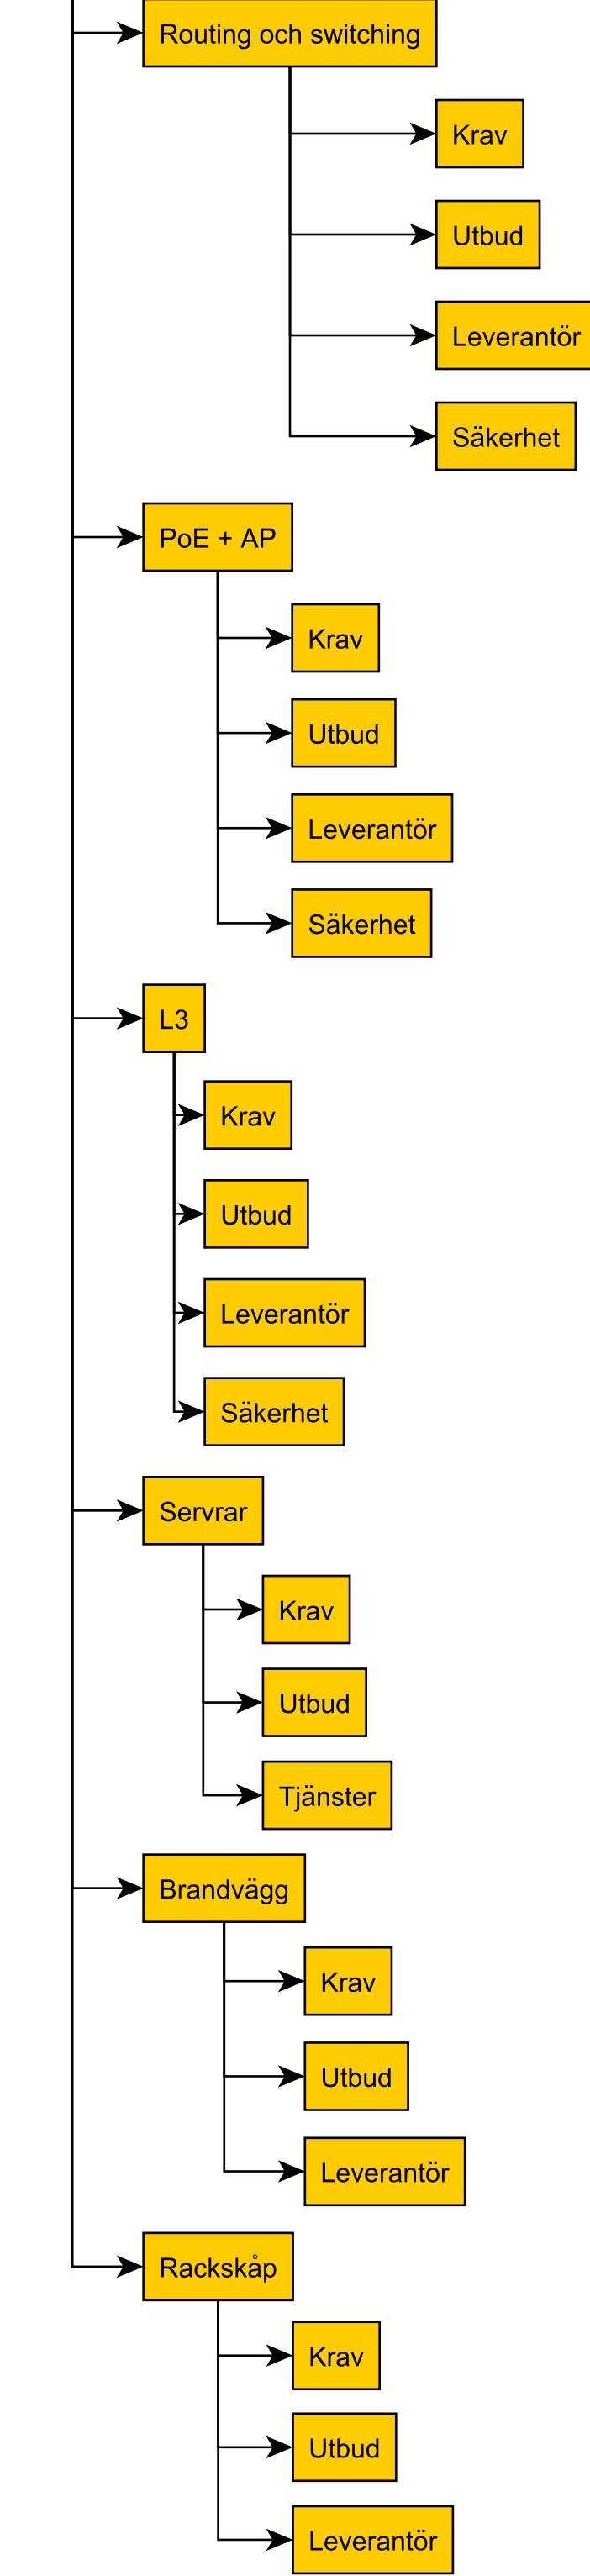 Routing och switching
Krav
Utbud
Leverantör
Säkerhet
PoE + AP
Krav
Utbud
Leverantör
Säkerhet
L3
Krav
Utbud
Leverantör
Säkerhet
Servrar
Krav
Utbud
Tjänster
Brandvägg
Krav
Utbud
Leverantör
Rackskåp
Krav
Utbud
Leverantör